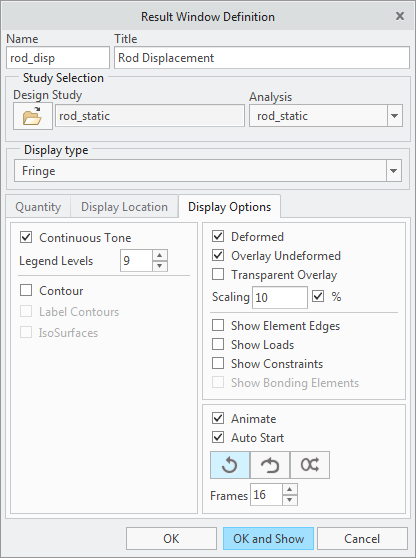 Result Window Definition
Name Title
rod_disp Rod Displacement
Study Selection
Design Study Analysis
rod_static rod_static
Display type
Fringe
Quantity Display Location Display Options
Continuous Tone
Legend Levels 9
Contour
Label Contours
IsoSurfaces
Deformed
Overlay Undeformed
Transparent Overlay
Scaling 10 %
Show Element Edges
Show Loads
Show Constraints
Show Bonding Elements
Animate
Auto Start
Frames 16
OK OK and Show Cancel